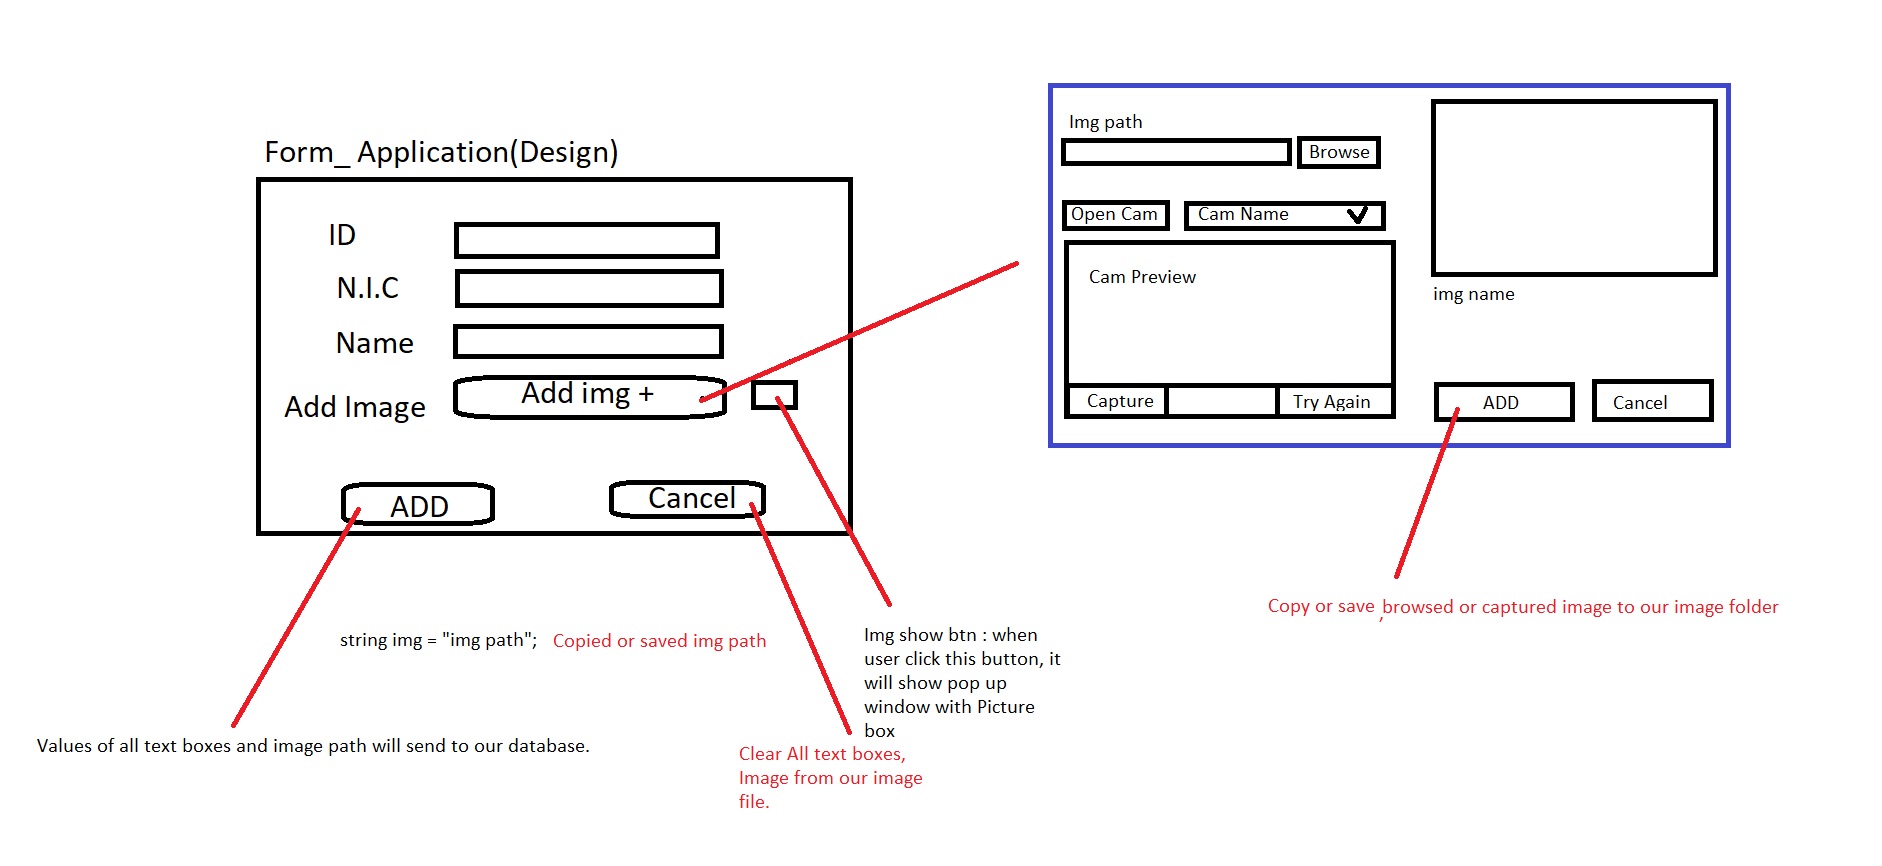 Form_ Application(Design)
ID
N.I.C
Name
Add Image
Add img +
ADD
Cancel
Img path
Browse
Open Cam
Cam Name
Cam Preview
Capture
Try Again
img name
ADD
Cancel
Copy or save , browsed or captured image to our image folder
string img = "img path"; Copied or saved img path
Img show btn : when
user click this button, it
will show pop up
window with Picture
box
Values of all text boxes and image path will send to our database.
Clear All text boxes,
Image from our image
file.